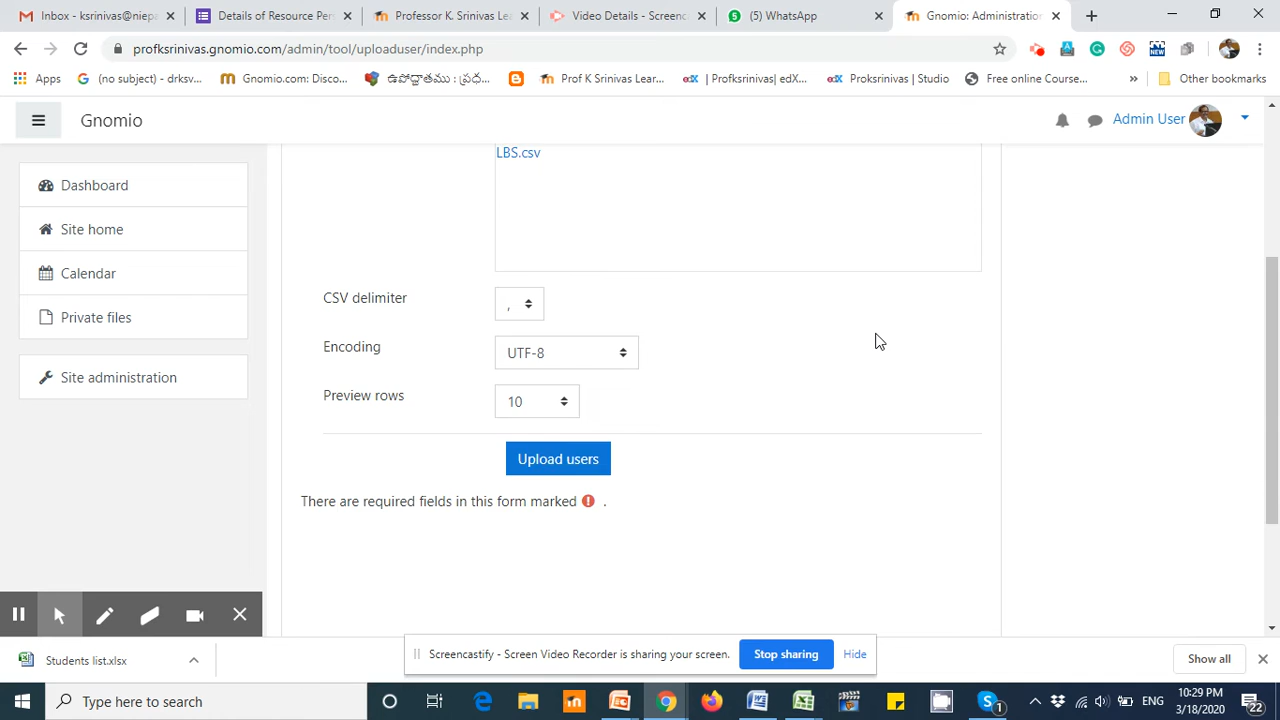 Inbox - ksrinivas@niep
Details of Resource Per
Professor K. Srinivas Lea
Video Details - Screenc
(5) WhatsApp
Gnomio: Administratio
profksrinivas.gnomio.com/admin/tool/uploaduser/index.php
Apps
(no subject) - drksv...
Gnomio.com: Disco...
ఉపోద్ఘాతము : ప్రథ...
Prof K Srinivas Lear...
| Profksrinivas| edX...
Proksrinivas | Studio
Free online Course...
»
Other bookmarks
Gnomio
Admin User
LBS.csv
Dashboard
Site home
Calendar
Private files
Site administration
CSV delimiter
,
Encoding
UTF-8
Preview rows
10
Upload users
There are required fields in this form marked .
Students list.xlsx
Screencastify - Screen Video Recorder is sharing your screen.
Stop sharing
Hide
Show all
Type here to search
1
ENG
10:29 PM
3/18/2020
22